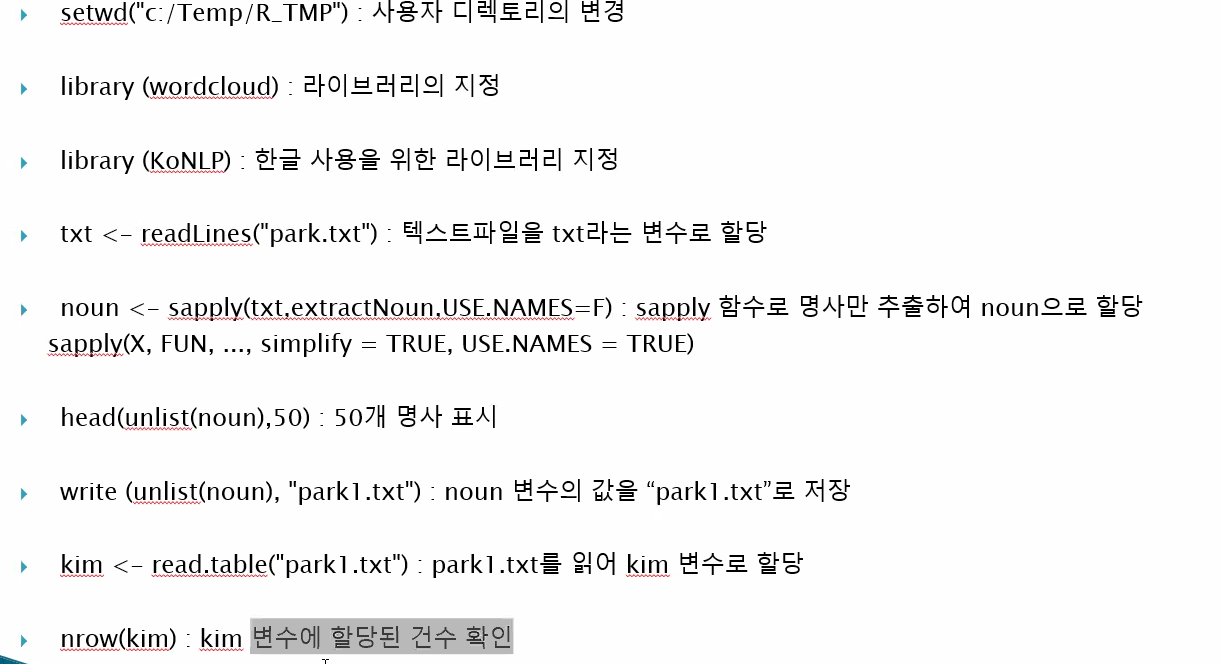 setwd("c:/Temp/R_TMP") : 사용자 디렉토리의 변경
library (wordcloud) : 라이브러리의 지정
library (KoNLP) : 한글 사용을 위한 라이브러리 지정
txt <- readLines("park.txt") : 텍스트파일을 txt라는 변수로 할당
noun <- sapply(txt,extractNoun,USE.NAMES=F) : sapply 함수로 명사만 추출하여 noun으로 할당
sapply(X, FUN, ..., simplify = TRUE, USE.NAMES = TRUE)
head(unlist(noun),50) : 50개 명사 표시
write (unlist(noun), "park1.txt") : noun 변수의 값을 “park1.txt”로 저장
kim <- read.table("park1.txt") : park1.txt를 읽어 kim 변수로 할당
nrow(kim) : kim 변수에 할당된 건수 확인